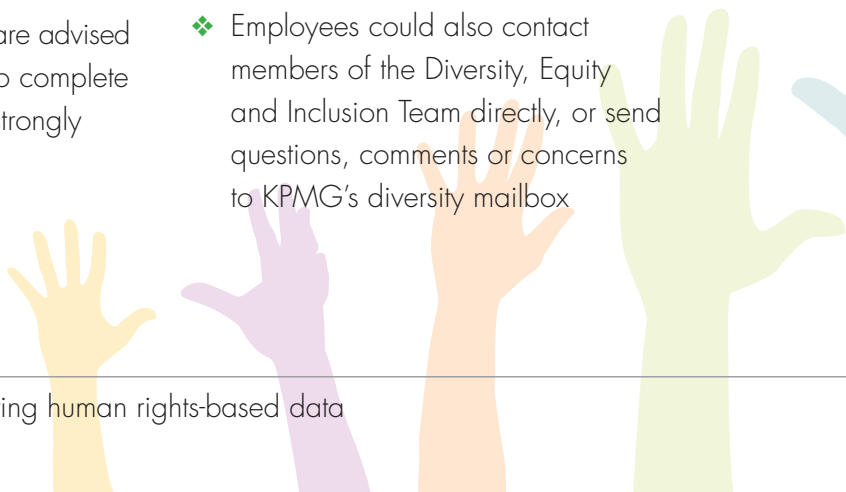 are advised
o complete
trongly
❖ Employees could also contact
members of the Diversity, Equity
and Inclusion Team directly, or send
questions, comments or concerns
to KPMG's diversity mailbox
ting human rights-based data